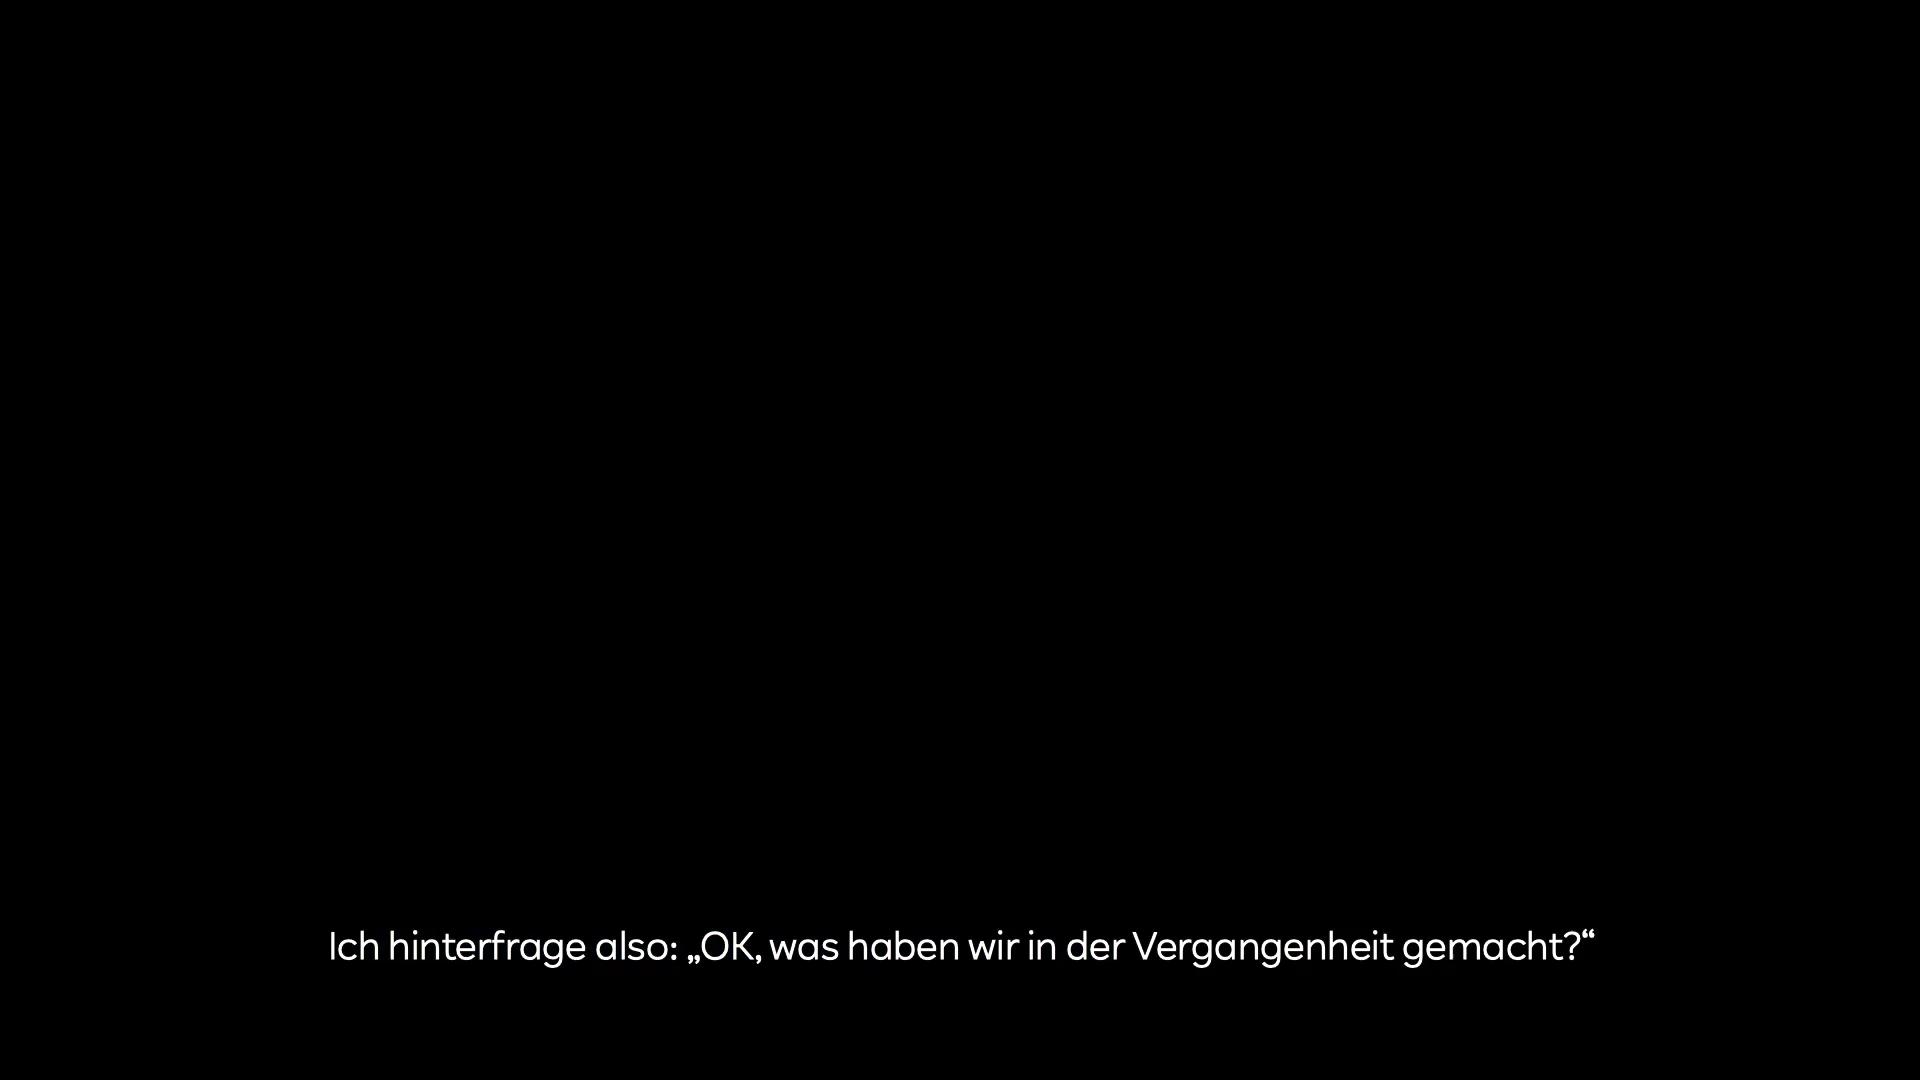 Ich hinterfrage also: „OK, was haben wir in der Vergangenheit gemacht?“